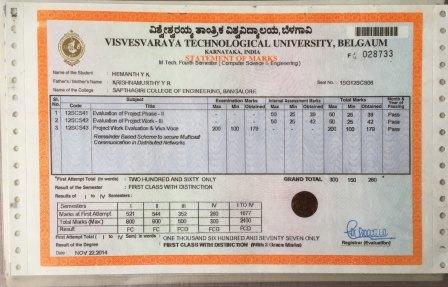 ವಿಶ್ವೇಶ್ವರಯ್ಯ ತಾಂತ್ರಿಕ ವಿಶ್ವವಿದ್ಯಾಲಯ, ಬೆಳಗಾವಿ
VISVESVARAYA TECHNOLOGICAL UNIVERSITY, BELGAUM
KARNATAKA, INDIA
STATEMENT OF MARKS
028733
M.Tech. Fourth Semester ( Computer Science & Engineering )
Name of the Student HEMANTH Y K
Father's / Mother's Name KRISHNAMURTHY Y R Seat No.
Name of the College SAPTHAGIRI COLLEGE OF ENGINEERING, BANGALORE
Sl. No Subject Examination Marks Internal Assessment Marks Total Marks Month & Year of Passing
Code Title Max Min Obtained Max Min Obtained Max Min Obtained
1 12SCS41 Evaluation of Project Phase - II - - - 50 25 39 50 25 39 Pass
2 12SCS42 Evaluation of Project Work - III - - - 50 25 42 50 25 42 Pass
3 12SCS43 Project Work Evaluation & Viva Voce 200 100 179 - - - 200 100 179 Pass
Remainder Based Scheme to secure Multicast
Communication in Distributed Networks
First Attempt Total (in words) : TWO HUNDRED AND SIXTY ONLY GRAND TOTAL 300 150 260
Result of the Semester : FIRST CLASS WITH DISTINCTION
Results of I to IV Semesters :
Semesters I II III IV I TO IV
Marks at First Attempt 521 544 352 260 1677
Total Marks (Max) 800 800 500 300 2400
Result FC FC FCD FCD FCD
First Attempt Total ( I to IV ) Semesters : ONE THOUSAND SIX HUNDRED AND SEVENTY SEVEN ONLY
Result of the Degree : FIRST CLASS WITH DISTINCTION (With 3 Grace Marks)
Date : NOV 22,2014
Registrar (Evaluation)